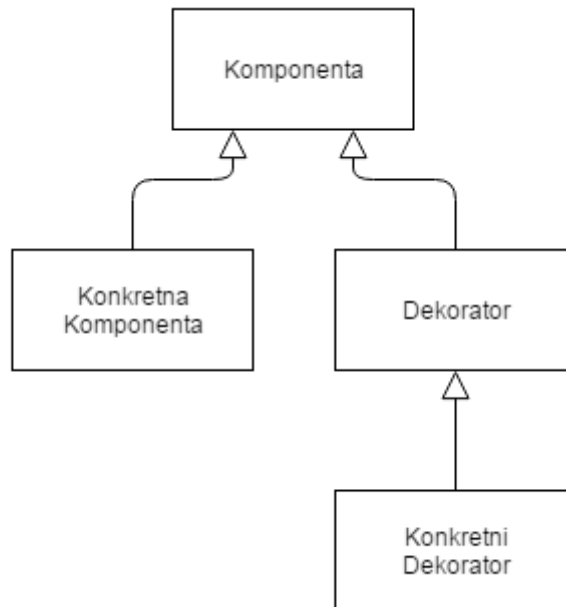 Komponenta
Konkretna
Komponenta
Dekorator
Konkretni
Dekorator